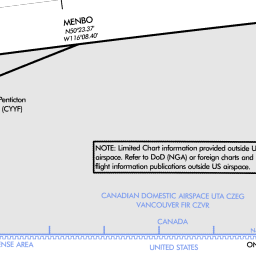 MENBO
N50°23.37'
W116°08.40'
Penticton
(CYYF)
NOTE: Limited Chart information provided outside
airspace. Refer to DoD (NGA) or foreign charts and
flight information publications outside US airspace.
CANADIAN DOMESTIC AIRSPACE UTA CZEG
VANCOUVER FIR CZVR
CANADA
ENSE AREA
UNITED STATES
ON